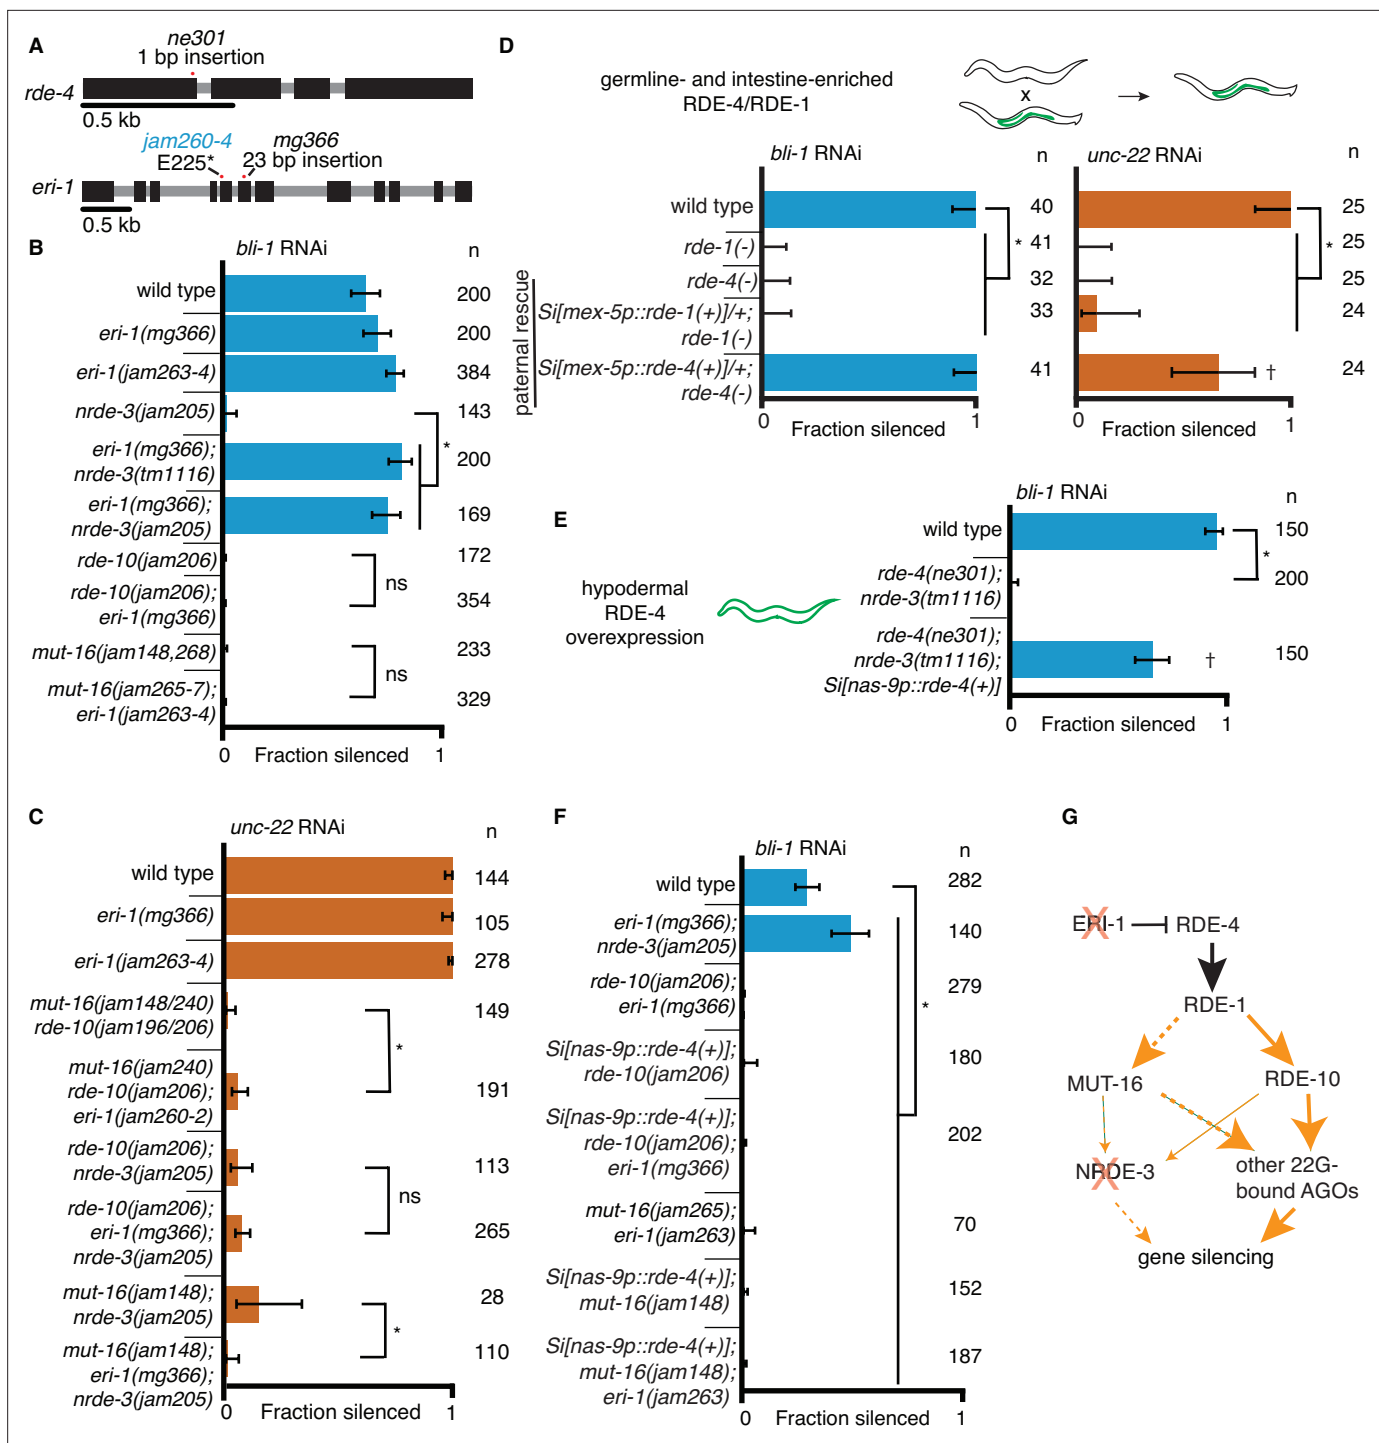 A
ne301
1 bp insertion
rde-4
0.5 kb
jam260-4
mg366
E225*
23 bp insertion
eri-1
0.5 kb
B
bli-1 RNAi
n
wild type
200
eri-1(mg366)
200
eri-1(jam263-4)
384
nrde-3(jam205)
143
eri-1(mg366);
nrde-3(tm1116)
*
200
eri-1(mg366);
nrde-3(jam205)
169
rde-10(jam206)
172
ns
rde-10(jam206);
eri-1(mg366)
354
mut-16(jam148,268)
233
ns
mut-16(jam265-7);
eri-1(jam263-4)
329
0
1
Fraction silenced
C
unc-22 RNAi
n
wild type
144
eri-1(mg366)
105
eri-1(jam263-4)
278
mut-16(jam148/240)
rde-10(jam196/206)
149
*
mut-16(jam240)
rde-10(jam206);
eri-1(jam260-2)
191
rde-10(jam206);
nrde-3(jam205)
113
ns
rde-10(jam206);
eri-1(mg366);
nrde-3(jam205)
265
mut-16(jam148);
nrde-3(jam205)
28
*
mut-16(jam148);
eri-1(mg366);
nrde-3(jam205)
110
0
Fraction silenced
1
D
germline- and intestine-enriched
RDE-4/RDE-1
x
bli-1 RNAi
n
unc-22 RNAi
n
wild type
40
25
rde-1(-)
*
41
*
25
rde-4(-)
32
25
paternal rescue
Si[mex-5p::rde-1(+)]/+;
rde-1(-)
33
24
Si[mex-5p::rde-4(+)]/+;
rde-4(-)
41
†
24
0
1
Fraction silenced
0
1
Fraction silenced
E
hypodermal
RDE-4
overexpression
bli-1 RNAi
n
wild type
150
*
rde-4(ne301);
nrde-3(tm1116)
200
rde-4(ne301);
nrde-3(tm1116);
Si[nas-9p::rde-4(+)]
†
150
0
Fraction silenced
1
F
bli-1 RNAi
n
wild type
282
eri-1(mg366);
nrde-3(jam205)
140
rde-10(jam206);
eri-1(mg366)
279
*
Si[nas-9p::rde-4(+)];
rde-10(jam206)
180
Si[nas-9p::rde-4(+)];
rde-10(jam206);
eri-1(mg366)
202
mut-16(jam265);
eri-1(jam263)
70
Si[nas-9p::rde-4(+)];
mut-16(jam148)
152
Si[nas-9p::rde-4(+)];
mut-16(jam148);
eri-1(jam263)
187
0
Fraction silenced
1
G
ERI-1
RDE-4
RDE-1
MUT-16
RDE-10
NRDE-3
other 22G-
bound AGOs
gene silencing